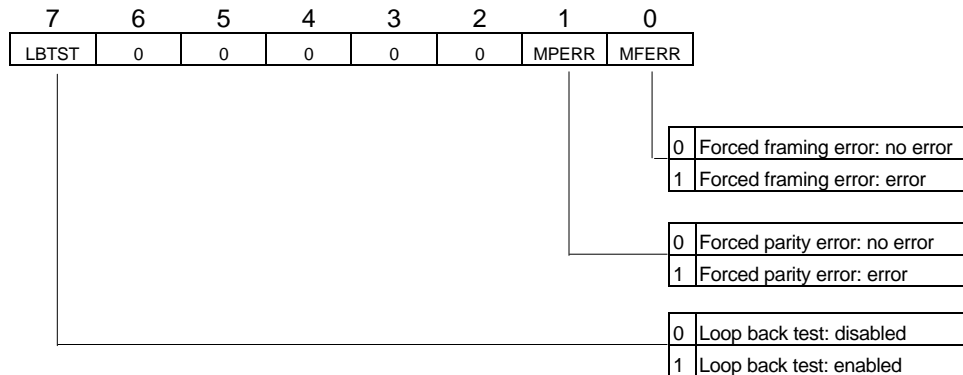 7 6 5 4 3 2 1 0
LBTST 0 0 0 0 0 MPERR MFERR
0 Forced framing error: no error
1 Forced framing error: error
0 Forced parity error: no error
1 Forced parity error: error
0 Loop back test: disabled
1 Loop back test: enabled